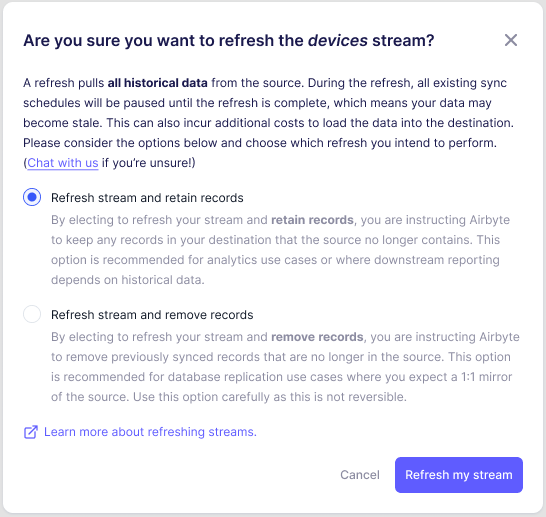 Are you sure you want to refresh the devices stream?
A refresh pulls all historical data from the source. During the refresh, all existing sync
schedules will be paused until the refresh is complete, which means your data may
become stale. This can also incur additional costs to load the data into the destination.
Please consider the options below and choose which refresh you intend to perform.
(Chat with us if you’re unsure!)
Refresh stream and retain records
By electing to refresh your stream and retain records, you are instructing Airbyte
to keep any records in your destination that the source no longer contains. This
option is recommended for analytics use cases or where downstream reporting
depends on historical data.
Refresh stream and remove records
By electing to refresh your stream and remove records, you are instructing Airbyte
to remove previously synced records that are no longer in the source. This option
is recommended for database replication use cases where you expect a 1:1 mirror
of the source. Use this option carefully as this is not reversible.
Learn more about refreshing streams.
Cancel
Refresh my stream